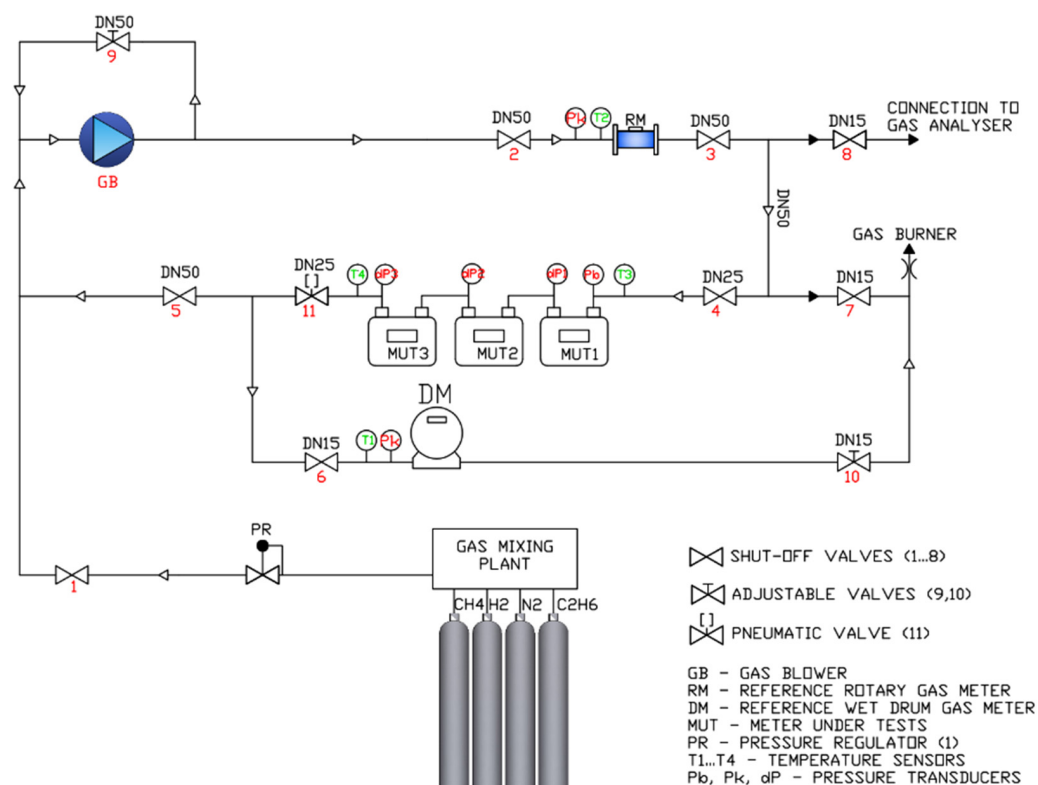 DN50
9
GB
DN50
2
Pk
T2
RM
DN50
3
DN15
8
CONNECTION TO
GAS ANALYSER
DN50
GAS BURNER
DN50
5
DN25
11
T4
dP3
dP2
dP1
Pb
T3
DN25
4
DN15
7
MUT3
MUT2
MUT1
DM
DN15
6
T1
Pk
DN15
10
PR
1
GAS MIXING
PLANT
CH4
H2
N2
C2H6
SHUT-OFF VALVES (1...8)
ADJUSTABLE VALVES (9,10)
PNEUMATIC VALVE (11)
GB - GAS BLOWER
RM - REFERENCE ROTARY GAS METER
DM - REFERENCE WET DRUM GAS METER
MUT - METER UNDER TESTS
PR - PRESSURE REGULATOR (1)
T1...T4 - TEMPERATURE SENSORS
Pb, Pk, dP - PRESSURE TRANSDUCERS